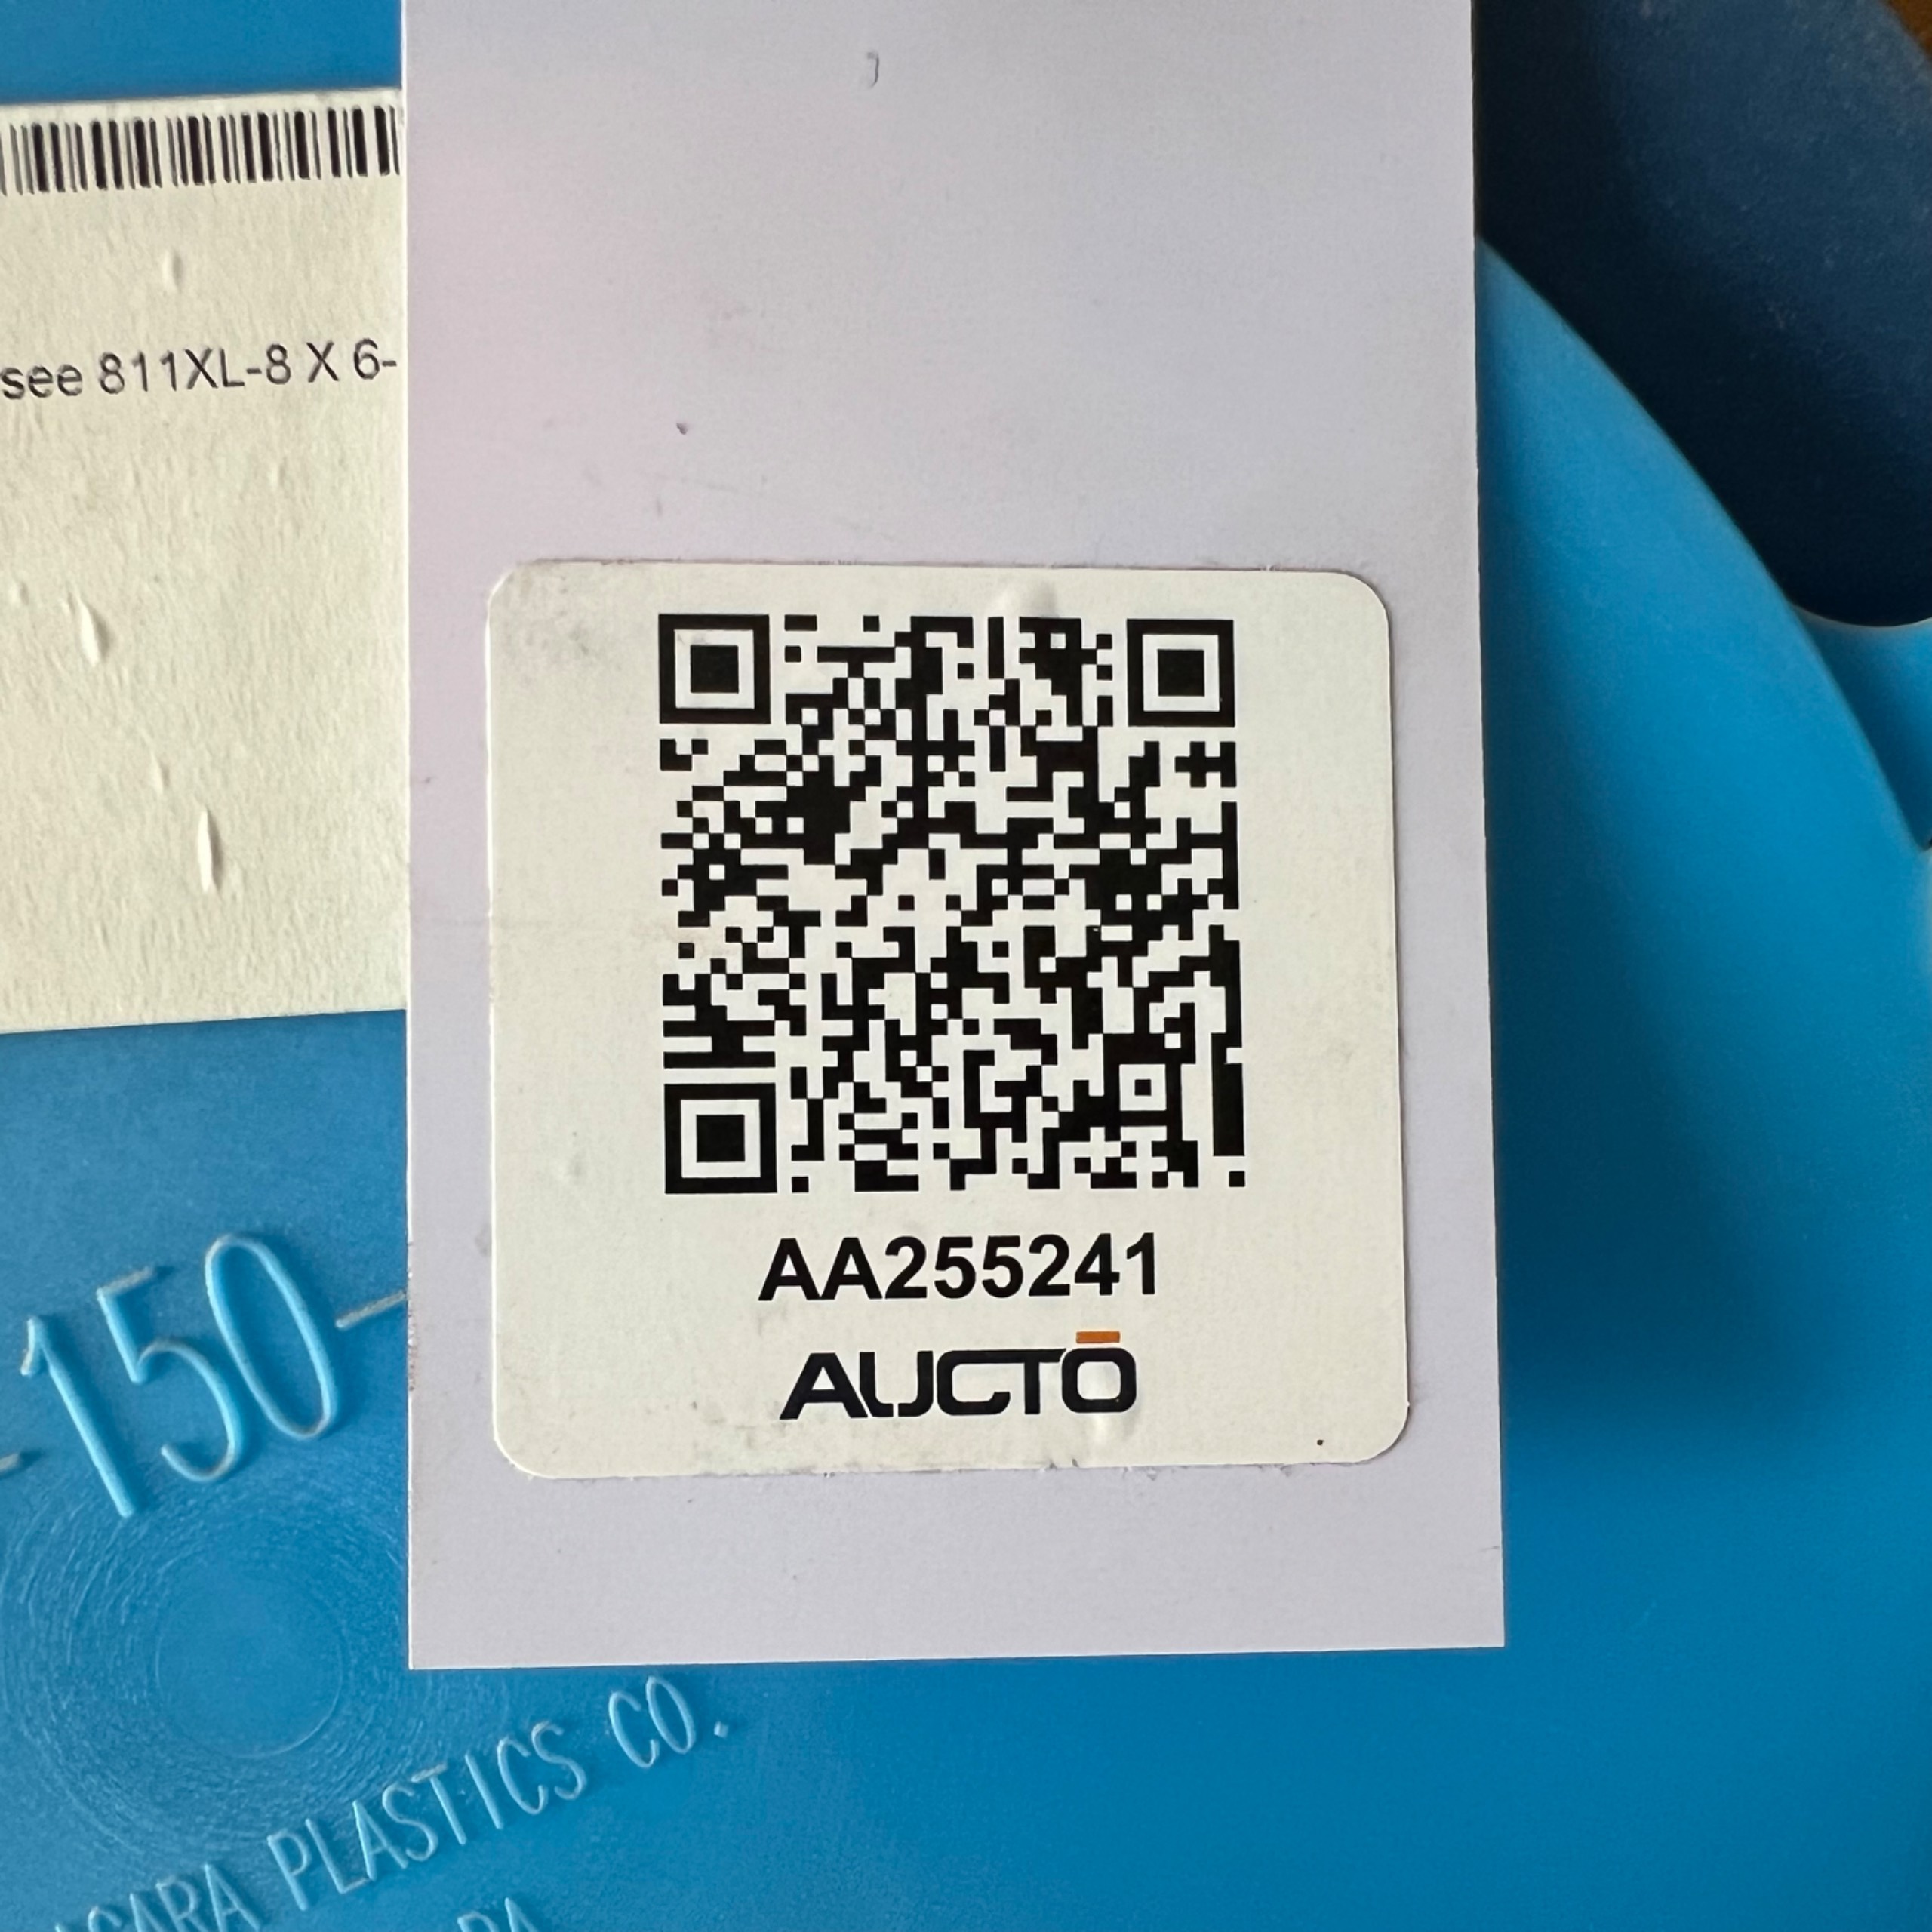 see 811XL-8 X 6-
AA255241
AUCTŌ
-150-
PLASTICS CO.